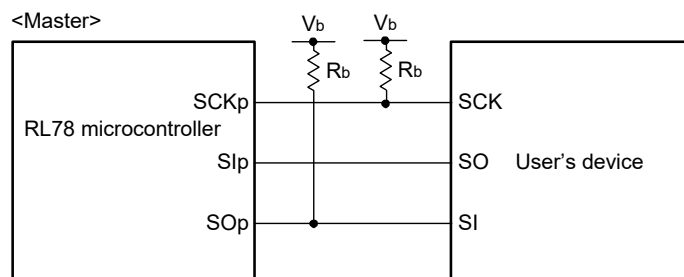 <Master>
Vb Vb
Rb Rb
SCKp SCK
RL78 microcontroller
SIp SO User's device
SOp SI